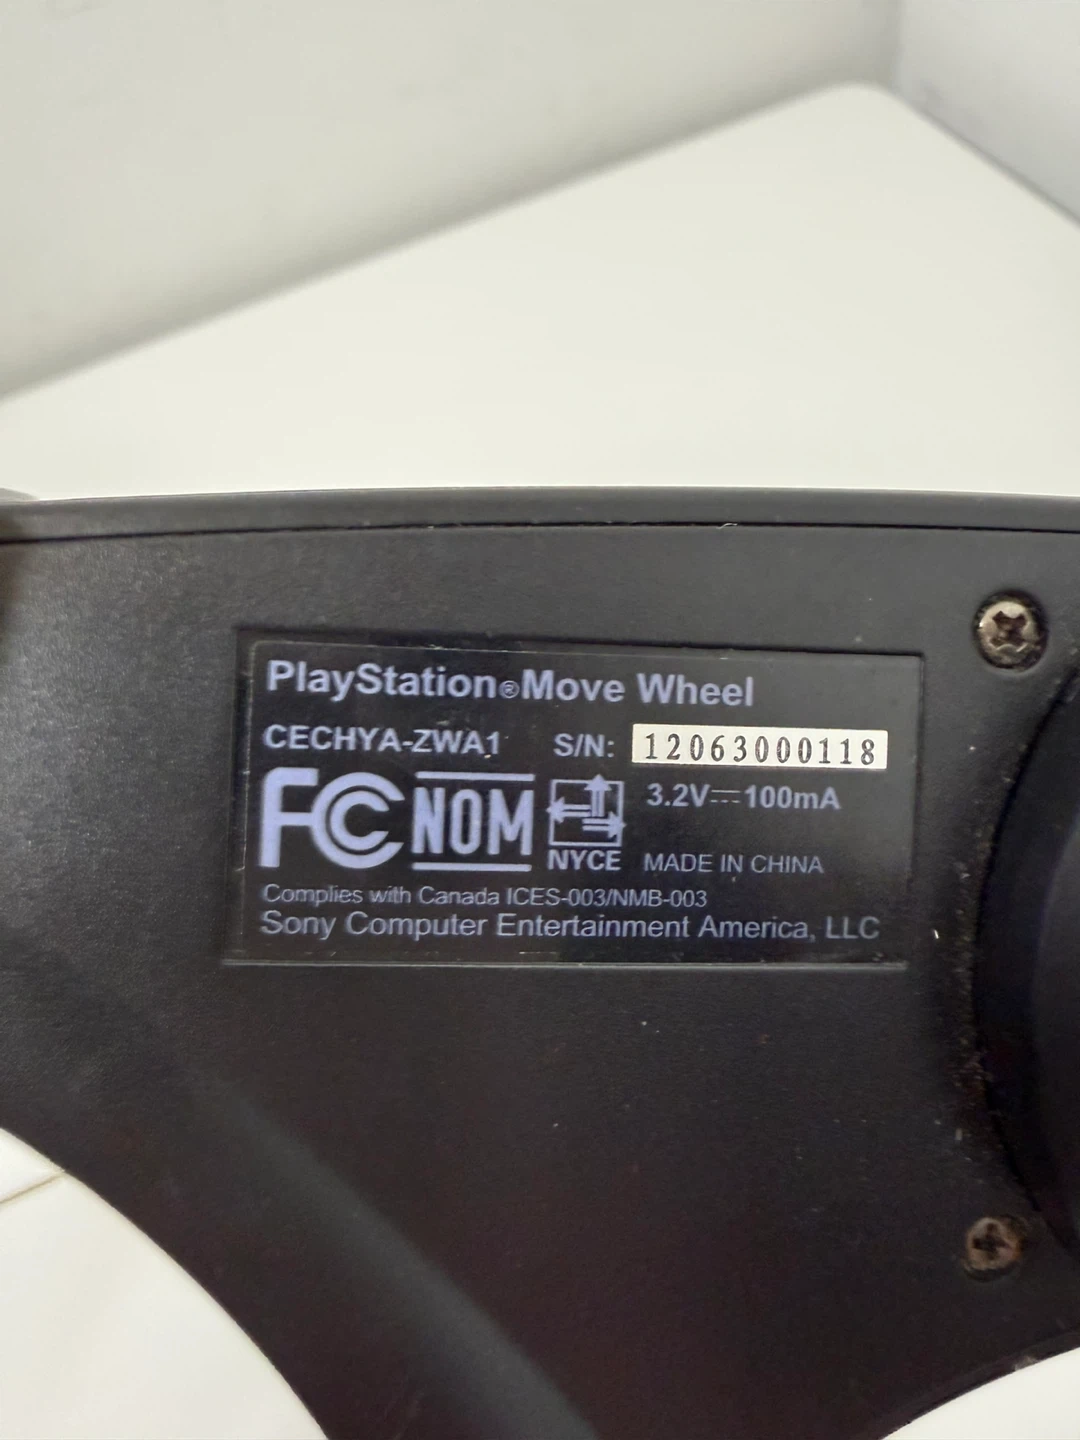 PlayStation®Move Wheel
CECHYA-ZWA1 S/N: 12063000118
FC NOM NYCE 3.2V⎓100mA
MADE IN CHINA
Complies with Canada ICES-003/NMB-003
Sony Computer Entertainment America, LLC